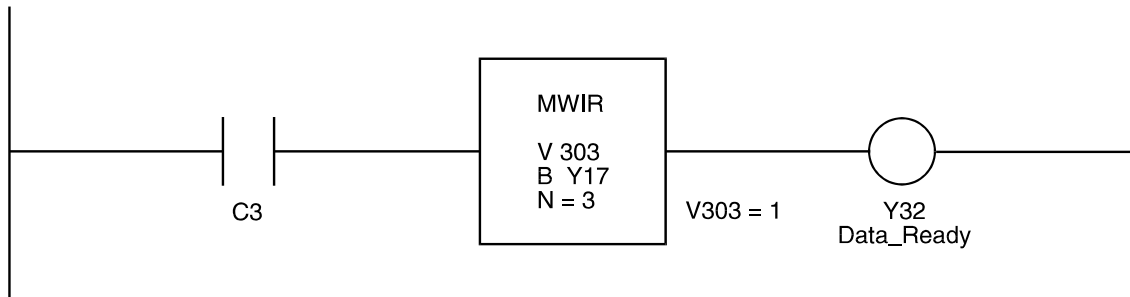 MWIR
V 303
B Y17
N = 3
C3
V303 = 1
Y32
Data_Ready